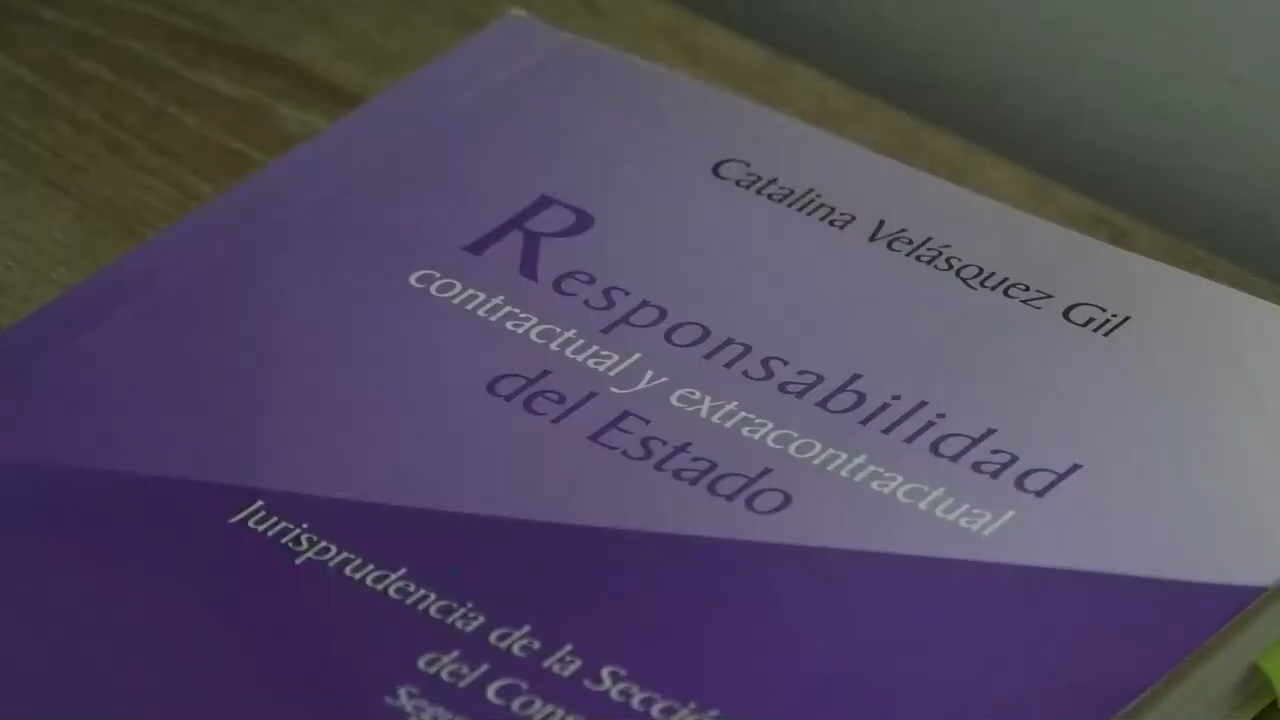 Catalina Velásquez Gil
Responsabilidad
contractual y extracontractual
del Estado
Jurisprudencia de la
del